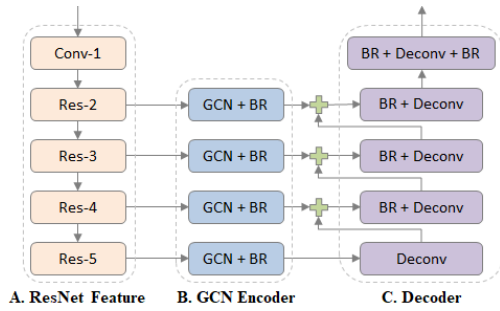 Conv-1
BR + Deconv + BR
Res-2
GCN + BR
BR + Deconv
Res-3
GCN + BR
BR + Deconv
Res-4
GCN + BR
BR + Deconv
Res-5
GCN + BR
Deconv
A. ResNet Feature
B. GCN Encoder
C. Decoder